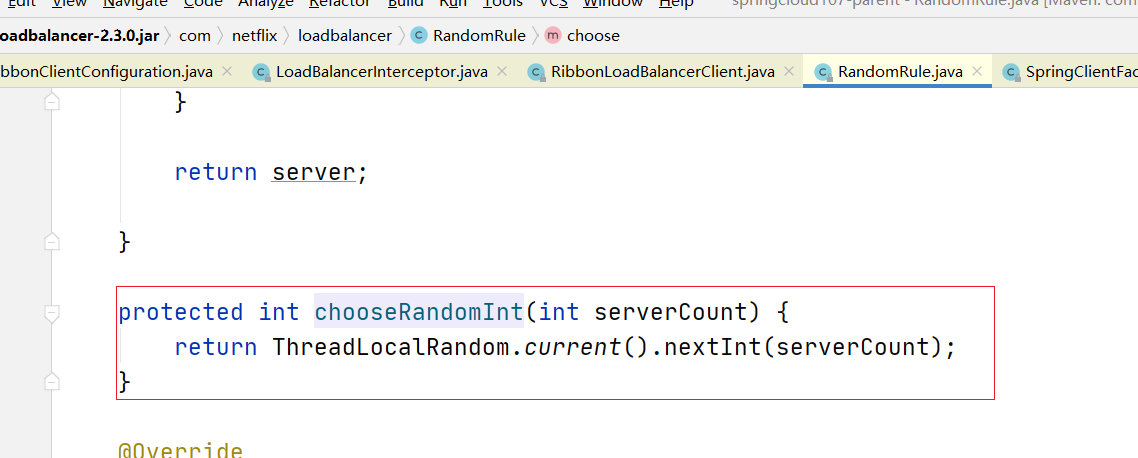 Edit View Navigate Code Analyze Refactor Build Run Tools VCS Window Help springcloud107-parent - RandomRule.java [Maven: com
oadbalancer-2.3.0.jar com netflix loadbalancer RandomRule choose
bbonClientConfiguration.java LoadBalancerInterceptor.java RibbonLoadBalancerClient.java RandomRule.java SpringClientFac
}
return server;
}
protected int chooseRandomInt(int serverCount) {
return ThreadLocalRandom.current().nextInt(serverCount);
}
@Override